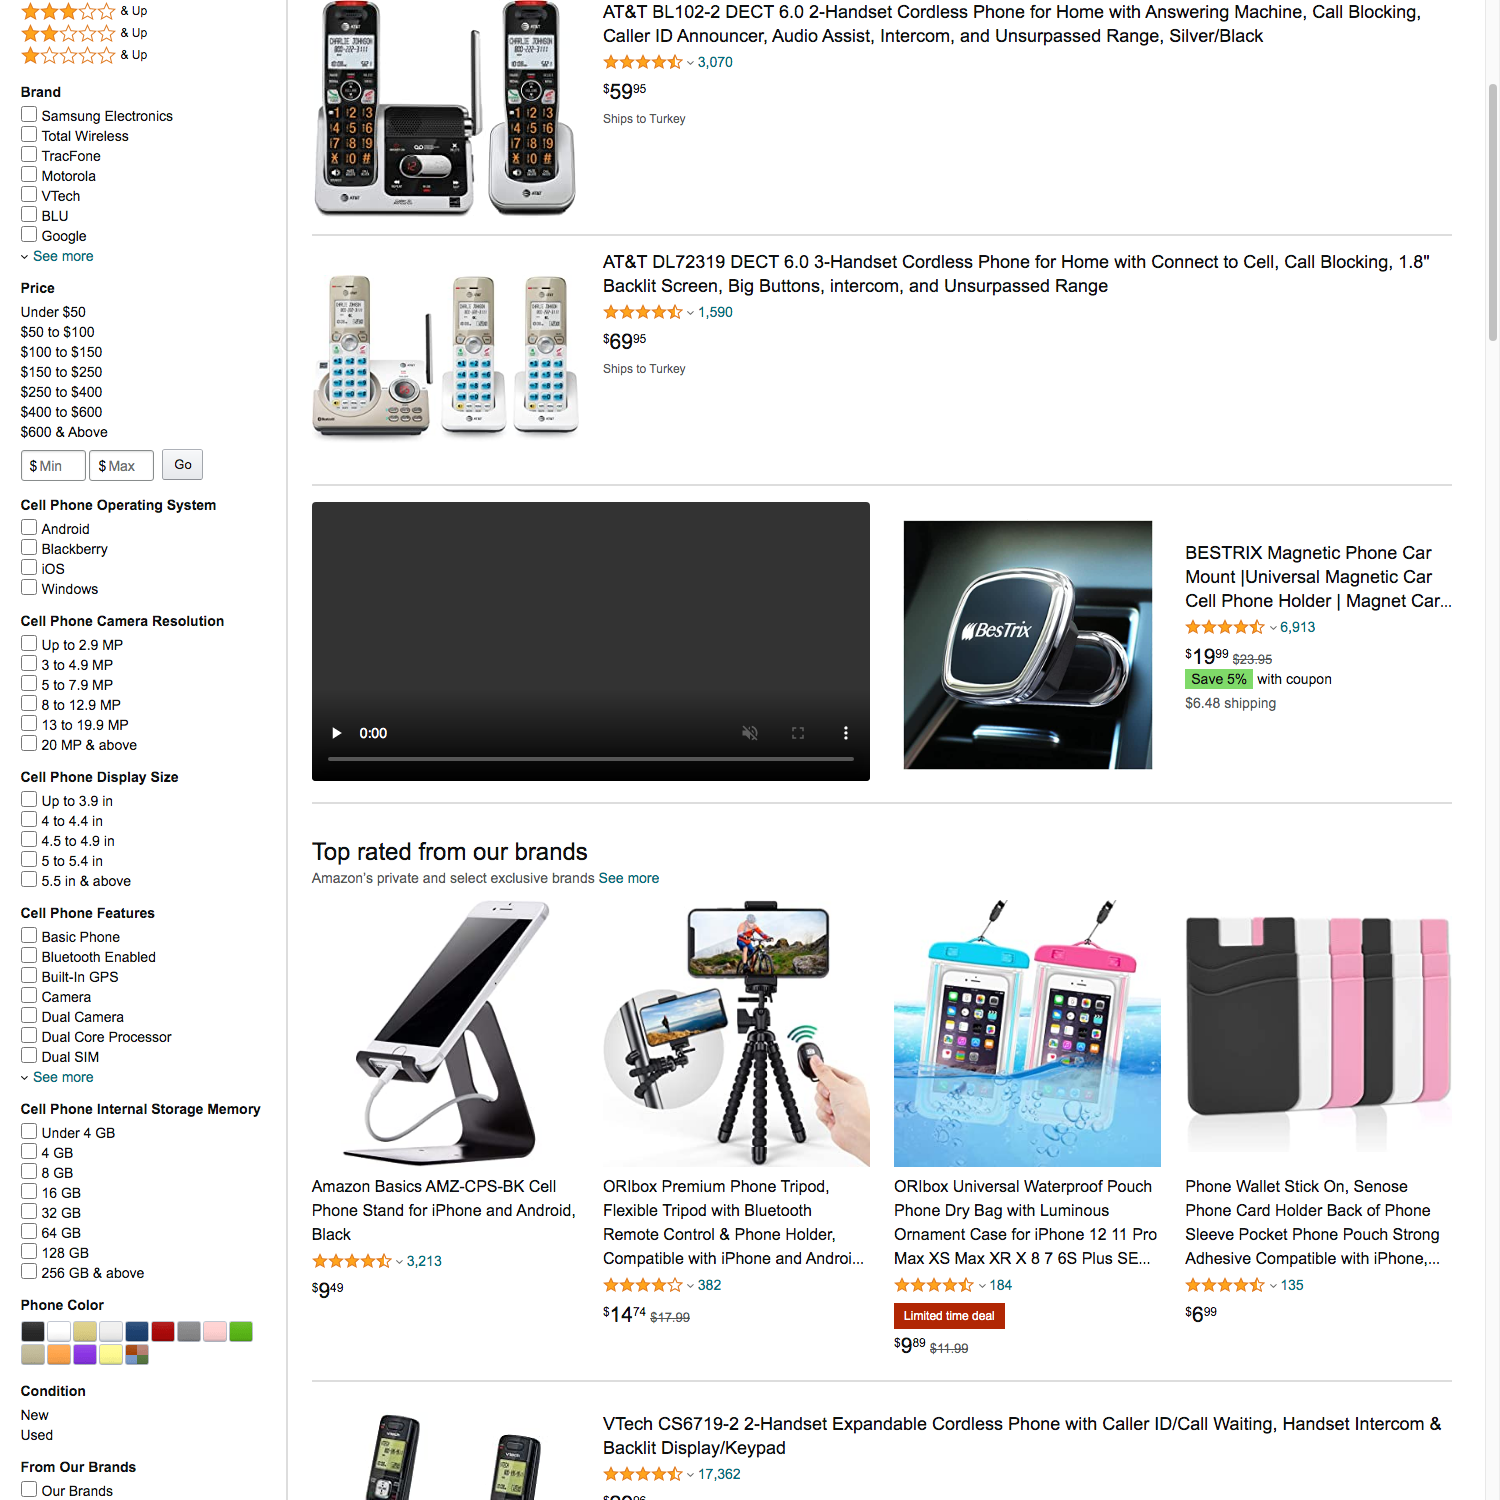 & Up
& Up
& Up
Brand
Samsung Electronics
Total Wireless
TracFone
Motorola
VTech
BLU
Google
See more
Price
Under $50
$50 to $100
$100 to $150
$150 to $250
$250 to $400
$400 to $600
$600 & Above
$ Min $ Max Go
Cell Phone Operating System
Android
Blackberry
iOS
Windows
Cell Phone Camera Resolution
Up to 2.9 MP
3 to 4.9 MP
5 to 7.9 MP
8 to 12.9 MP
13 to 19.9 MP
20 MP & above
Cell Phone Display Size
Up to 3.9 in
4 to 4.4 in
4.5 to 4.9 in
5 to 5.4 in
5.5 in & above
Cell Phone Features
Basic Phone
Bluetooth Enabled
Built-In GPS
Camera
Dual Camera
Dual Core Processor
Dual SIM
See more
Cell Phone Internal Storage Memory
Under 4 GB
4 GB
8 GB
16 GB
32 GB
64 GB
128 GB
256 GB & above
Phone Color
Condition
New
Used
From Our Brands
Our Brands
AT&T BL102-2 DECT 6.0 2-Handset Cordless Phone for Home with Answering Machine, Call Blocking,
Caller ID Announcer, Audio Assist, Intercom, and Unsurpassed Range, Silver/Black
3,070
$5995
Ships to Turkey
AT&T DL72319 DECT 6.0 3-Handset Cordless Phone for Home with Connect to Cell, Call Blocking, 1.8"
Backlit Screen, Big Buttons, intercom, and Unsurpassed Range
1,590
$6995
Ships to Turkey
0:00
BesTrix
BESTRIX Magnetic Phone Car
Mount |Universal Magnetic Car
Cell Phone Holder | Magnet Car...
6,913
$1999 $23.95
Save 5% with coupon
$6.48 shipping
Top rated from our brands
Amazon's private and select exclusive brands See more
Amazon Basics AMZ-CPS-BK Cell
Phone Stand for iPhone and Android,
Black
3,213
$949
ORIbox Premium Phone Tripod,
Flexible Tripod with Bluetooth
Remote Control & Phone Holder,
Compatible with iPhone and Androi...
382
$1474 $17.99
ORIbox Universal Waterproof Pouch
Phone Dry Bag with Luminous
Ornament Case for iPhone 12 11 Pro
Max XS Max XR X 8 7 6S Plus SE...
184
Limited time deal
$989 $11.99
Phone Wallet Stick On, Senose
Phone Card Holder Back of Phone
Sleeve Pocket Phone Pouch Strong
Adhesive Compatible with iPhone,...
135
$699
VTech CS6719-2 2-Handset Expandable Cordless Phone with Caller ID/Call Waiting, Handset Intercom &
Backlit Display/Keypad
17,362